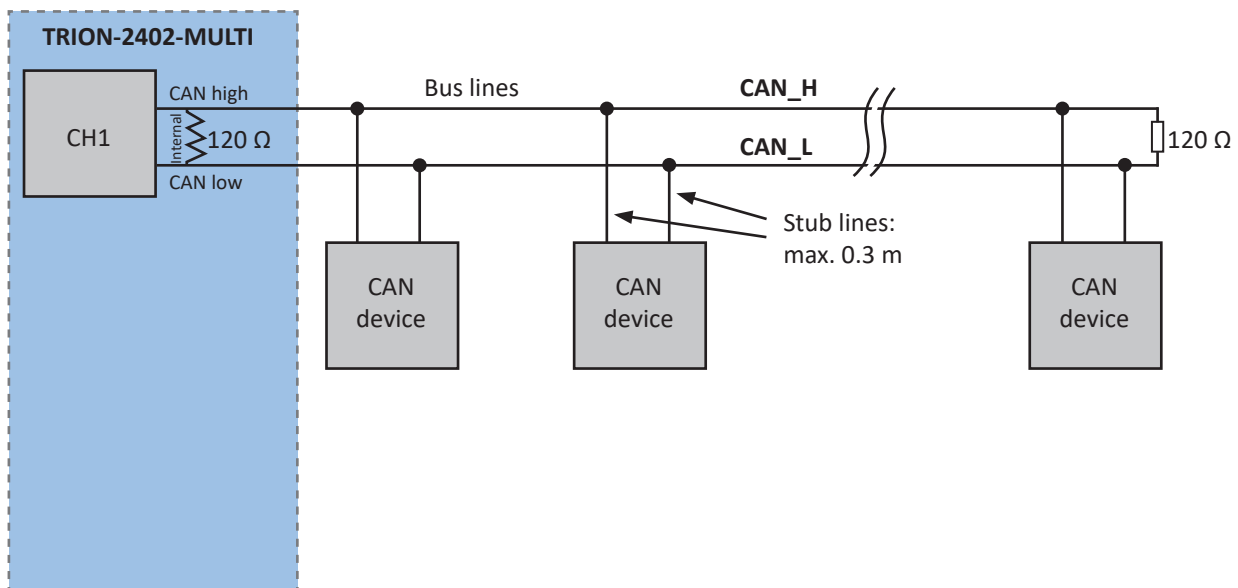 TRION-2402-MULTI
CAN high
Bus lines
CAN_H
CH1
Internal
120 Ω
120 Ω
CAN_L
CAN low
Stub lines:
max. 0.3 m
CAN
device
CAN
device
CAN
device